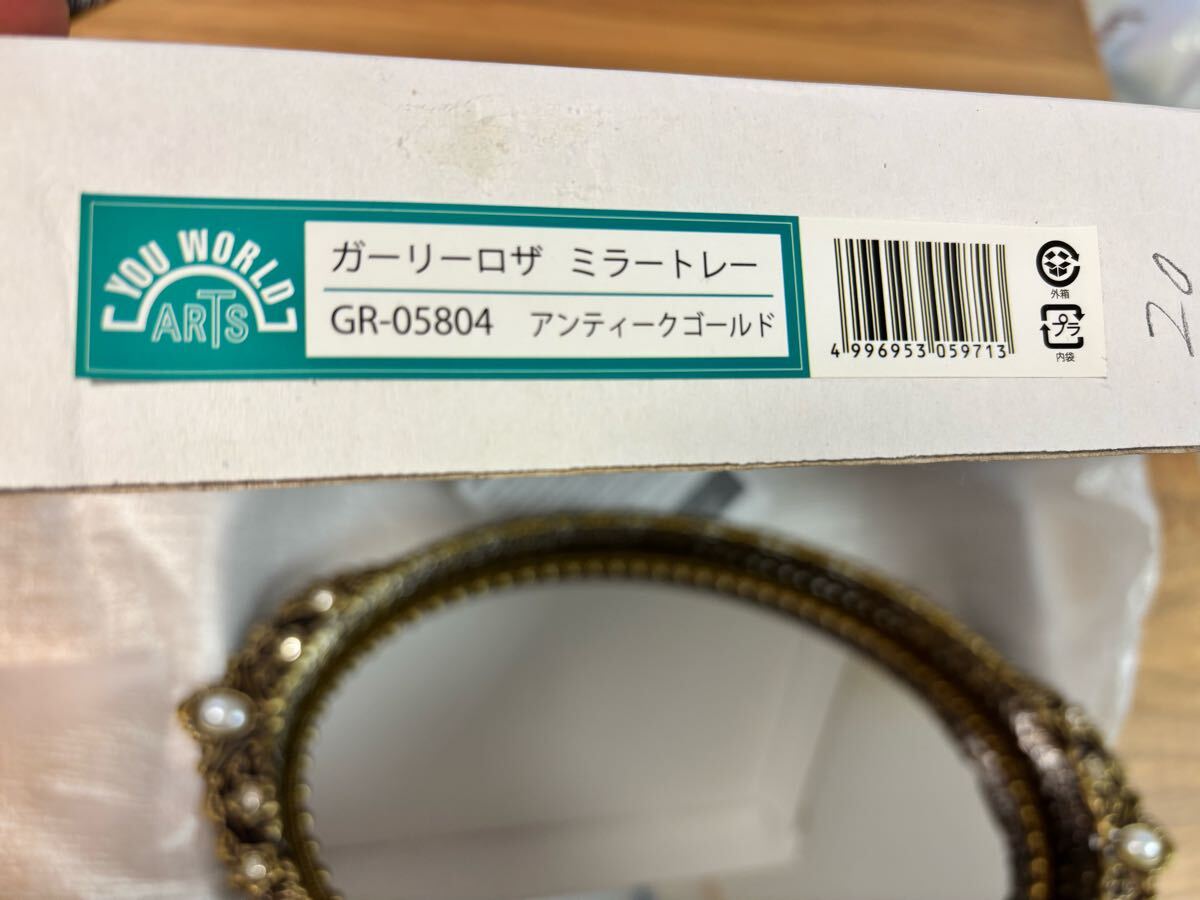 YOU WORLD
ARTS
ガーリーロザ ミラートレー
GR-05804 アンティークゴールド
4 996953 059713
外箱
プラ
内袋
20